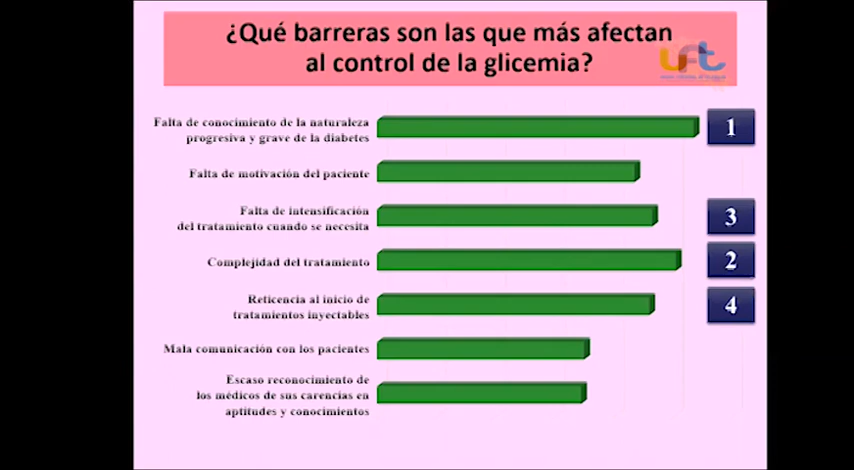 ¿Qué barreras son las que más afectan
al control de la glicemia?
uft
Falta de conocimiento de la naturaleza
progresiva y grave de la diabetes
1
Falta de motivación del paciente
Falta de intensificación
del tratamiento cuando se necesita
3
Complejidad del tratamiento
2
Reticencia al inicio de
tratamientos inyectables
4
Mala comunicación con los pacientes
Escaso reconocimiento de
los médicos de sus carencias en
aptitudes y conocimientos